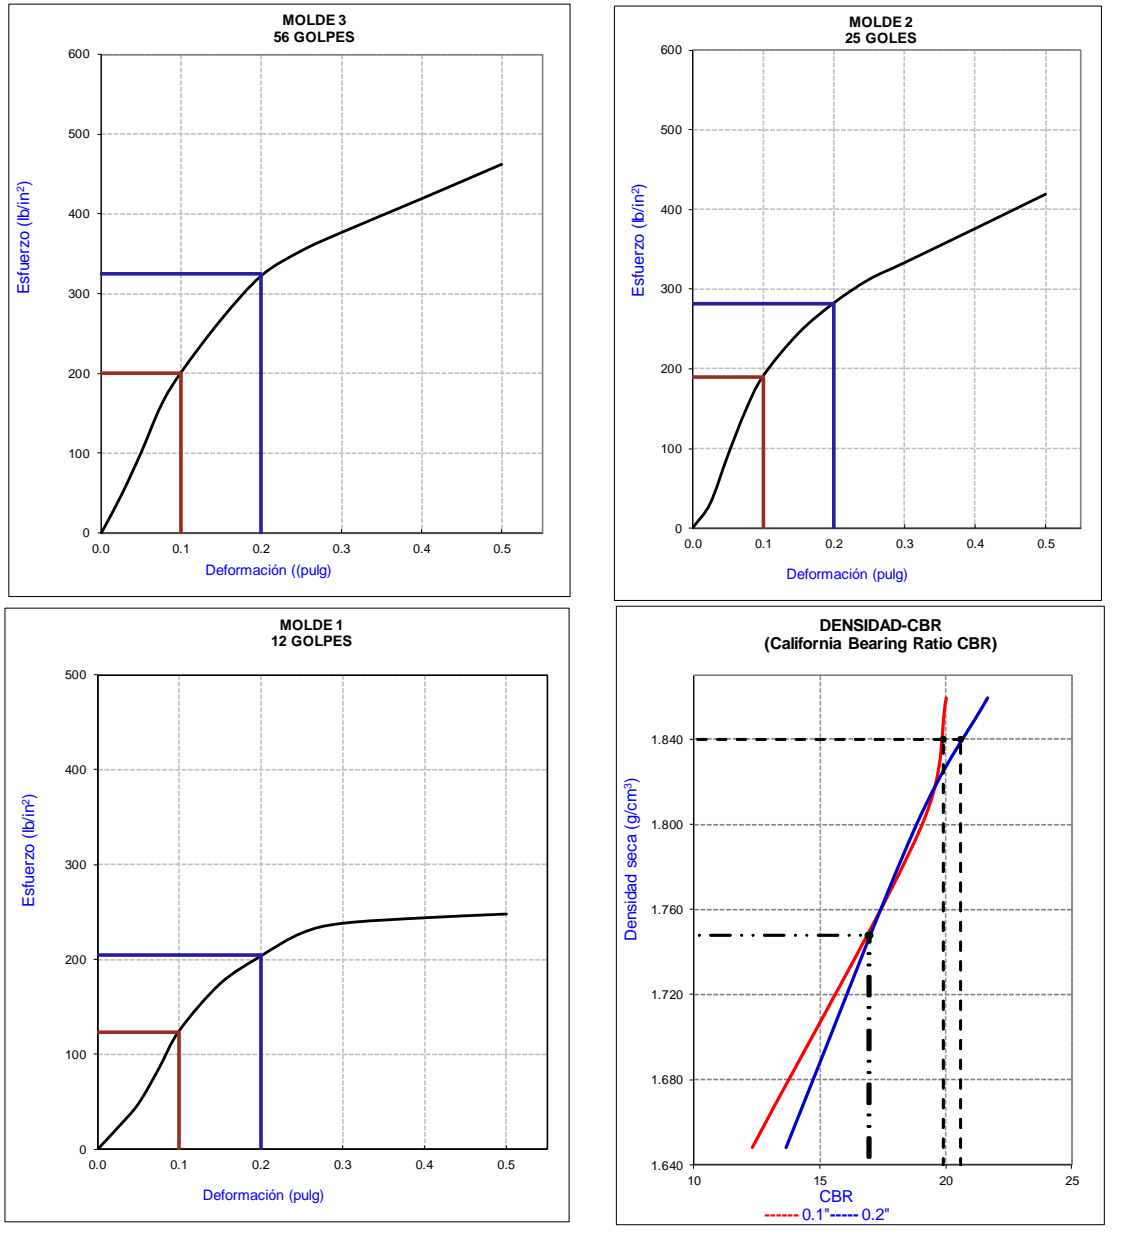 MOLDE 3
56 GOLPES
600
500
400
300
200
100
0
0.0 0.1 0.2 0.3 0.4 0.5
Esfuerzo (lb/in²)
Deformación ((pulg)
MOLDE 2
25 GOLES
600
500
400
300
200
100
0
0.0 0.1 0.2 0.3 0.4 0.5
Esfuerzo (lb/in²)
Deformación (pulg)
MOLDE 1
12 GOLPES
500
400
300
200
100
0
0.0 0.1 0.2 0.3 0.4 0.5
Esfuerzo (lb/in²)
Deformación (pulg)
DENSIDAD-CBR
(California Bearing Ratio CBR)
1.840
1.800
1.760
1.720
1.680
1.640
10 15 20 25
Densidad seca (g/cm³)
CBR
------ 0.1"----- 0.2"